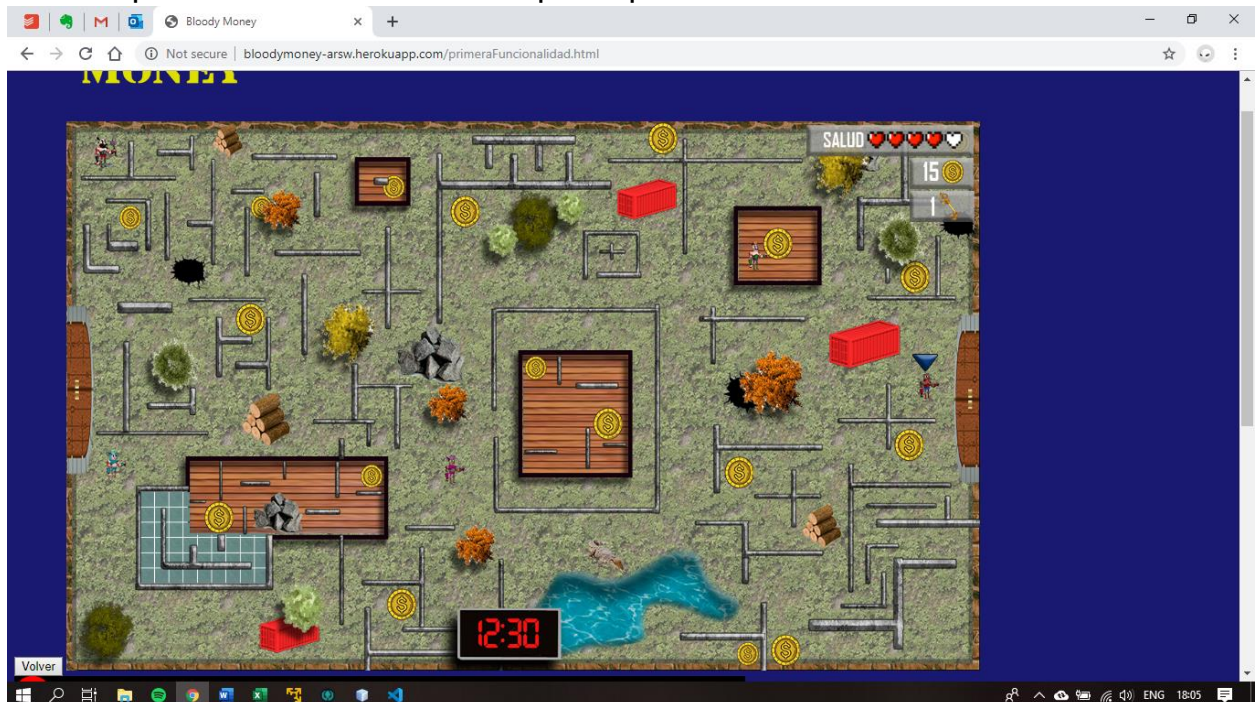 Bloody Money
Not secure | bloodymoney-arsw.herokuapp.com/primeraFuncionalidad.html
MONEY
SALUD
15
1
12:30
Volver
ENG 18:05